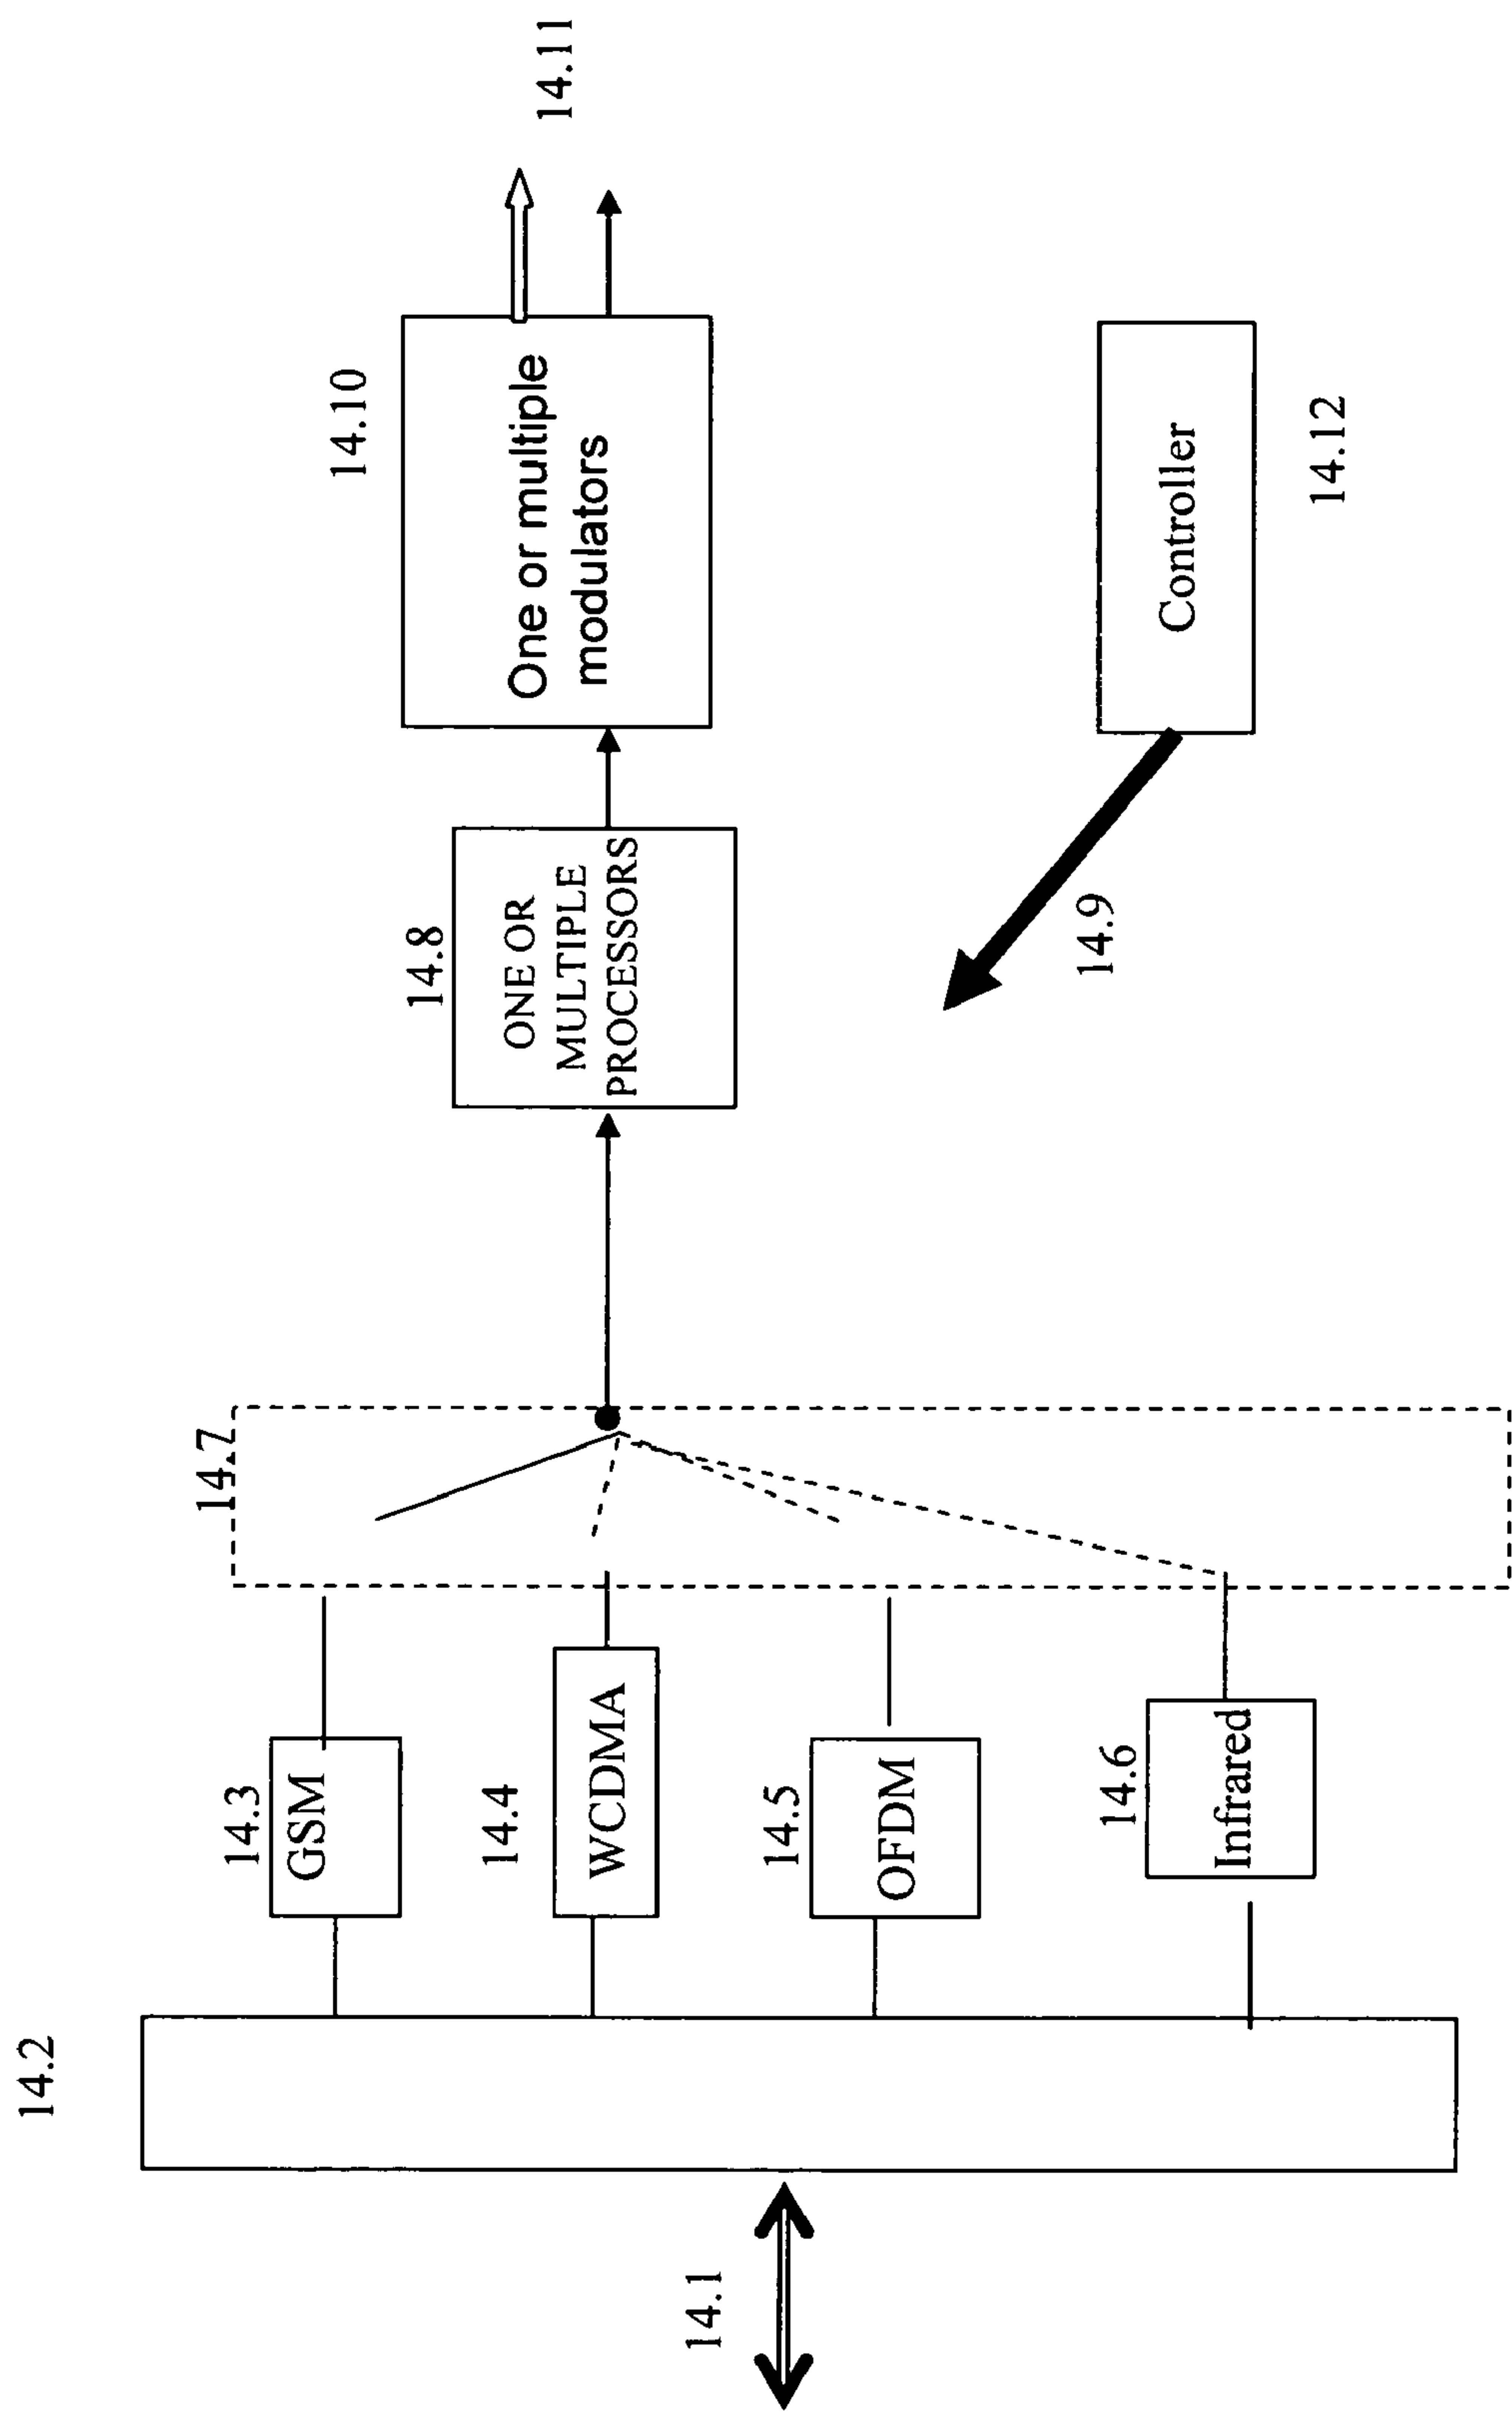 14.1
14.2
14.3
GSM
14.4
WCDMA
14.5
OFDM
14.6
Infrared
14.7
14.8
ONE OR
MULTIPLE
PROCESSORS
14.9
14.10
One or multiple
modulators
14.11
Controller
14.12